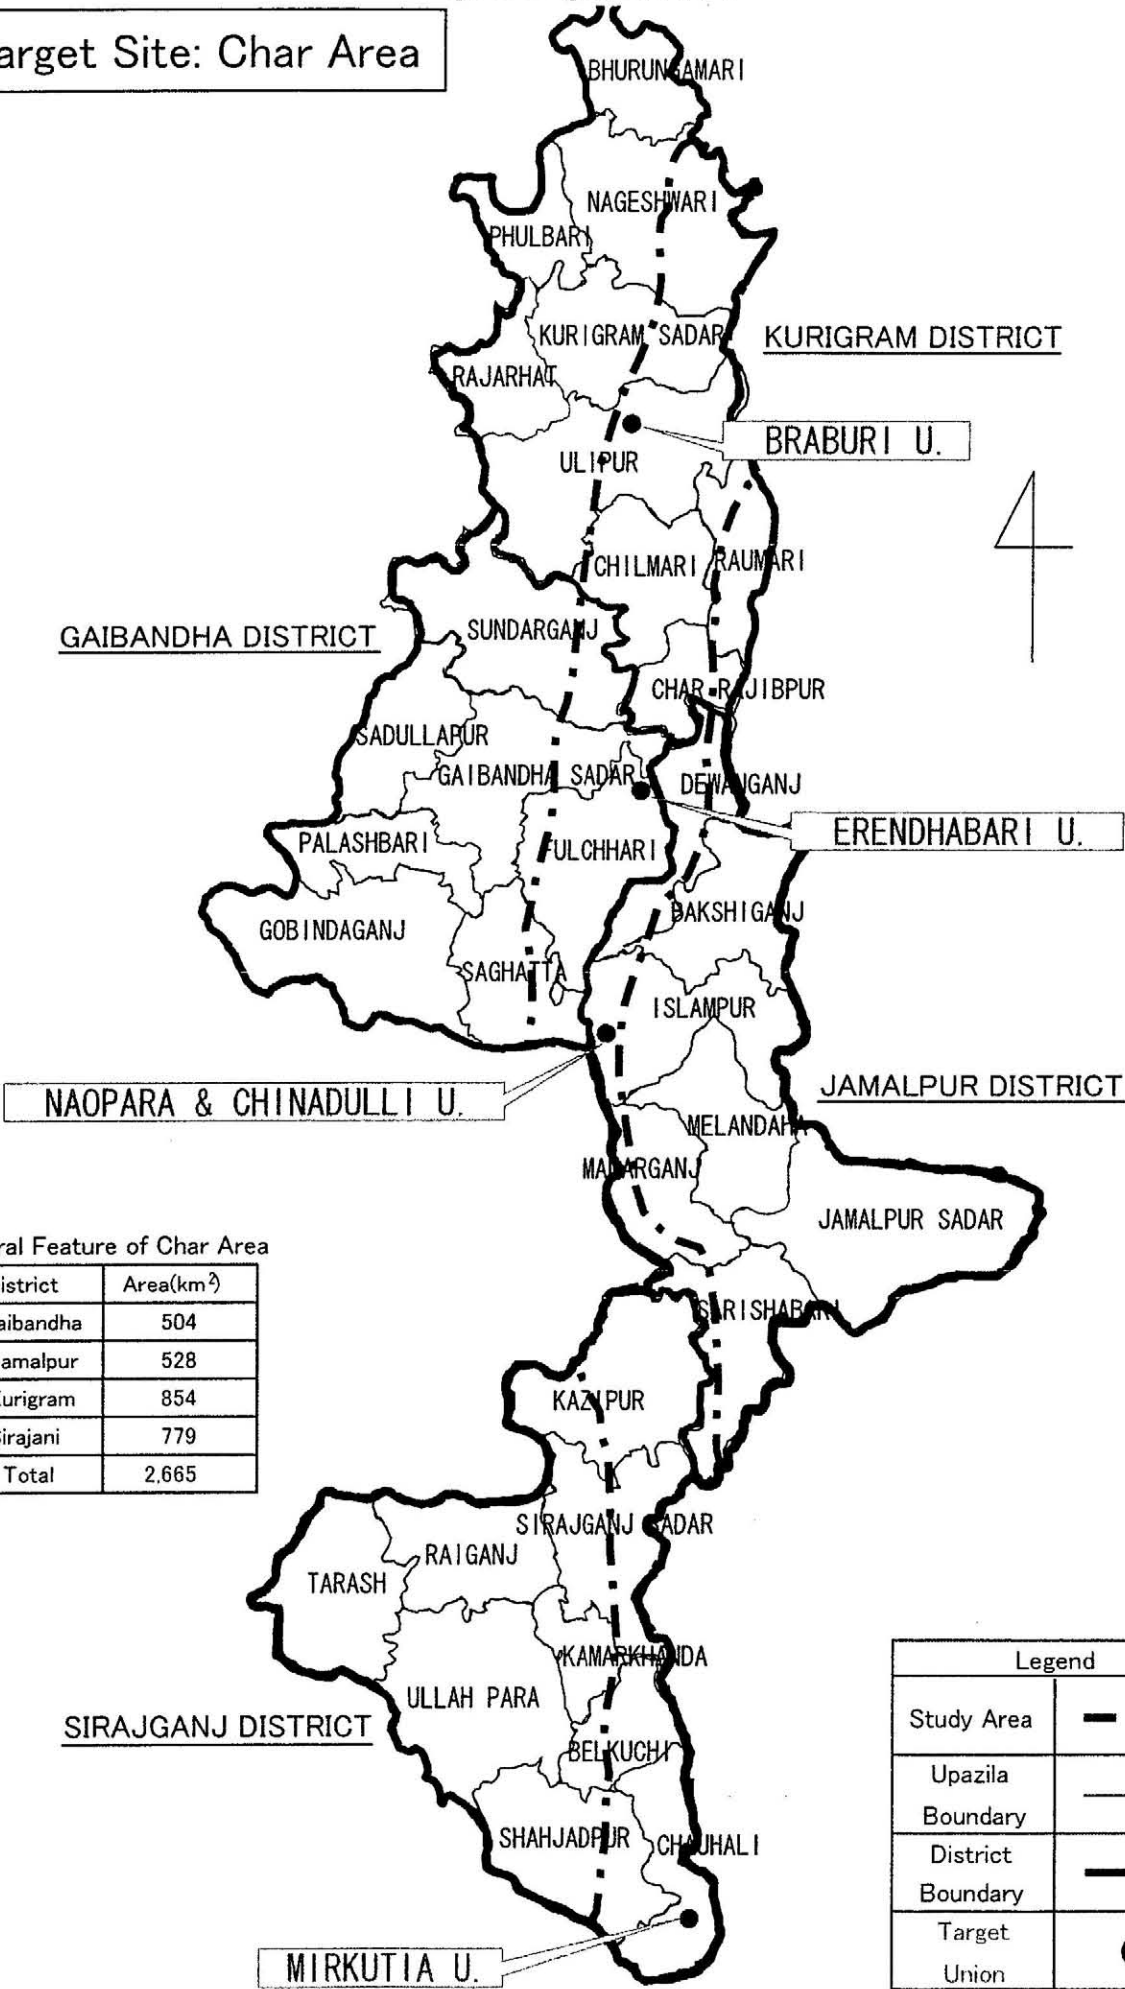 arget Site: Char Area
BHURUNGAMARI
NAGESHWARI
PHULBARI
KURIGRAM SADAR
KURIGRAM DISTRICT
RAJARHAT
BRABURI U.
ULIPUR
CHILMARI
RAUMARI
GAIBANDHA DISTRICT
SUNDARGANJ
CHAR RAJIBPUR
SADULLAPUR
GAIBANDHA SADAR
DEWANGANJ
PALASHBARI
FULCHHARI
ERENDHABARI U.
GOBINDAGANJ
BAKSHIGANJ
SAGHATTA
ISLAMPUR
NAOPARA & CHINADULLI U.
JAMALPUR DISTRICT
MELANDAHA
MADARGANJ
JAMALPUR SADAR
ral Feature of Char Area
istrict Area(km²)
aibandha 504
amalpur 528
urigram 854
irajani 779
Total 2,665
SARISHABARI
KAZIPUR
SIRAJGANJ SADAR
RAIGANJ
TARASH
KAMARKHANDA
ULLAH PARA
SIRAJGANJ DISTRICT
BELKUCHI
SHAHJADPUR
CHAUHALI
MIRKUTIA U.
Legend
Study Area
Upazila
Boundary
District
Boundary
Target
Union